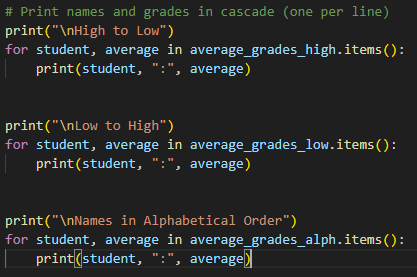 # Print names and grades in cascade (one per line)
print("\nHigh to Low")
for student, average in average_grades_high.items():
    print(student, ":", average)
print("\nLow to High")
for student, average in average_grades_low.items():
    print(student, ":", average)
print("\nNames in Alphabetical Order")
for student, average in average_grades_alph.items():
    print(student, ":", average)